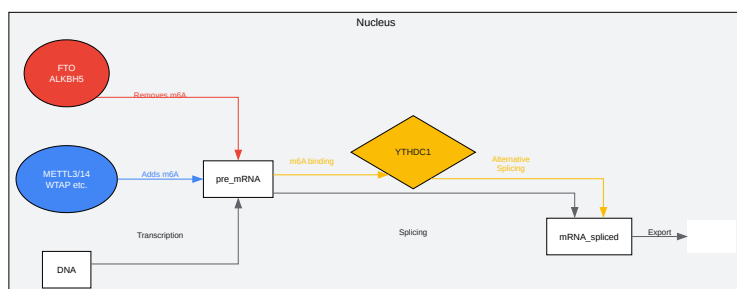 Nucleus
FTO
ALKBH5
Removes m6A
METTL3/14
WTAP etc.
Adds m6A
pre_mRNA
m6A binding
YTHDC1
Alternative
Splicing
Transcription
Splicing
mRNA_spliced
Export
DNA